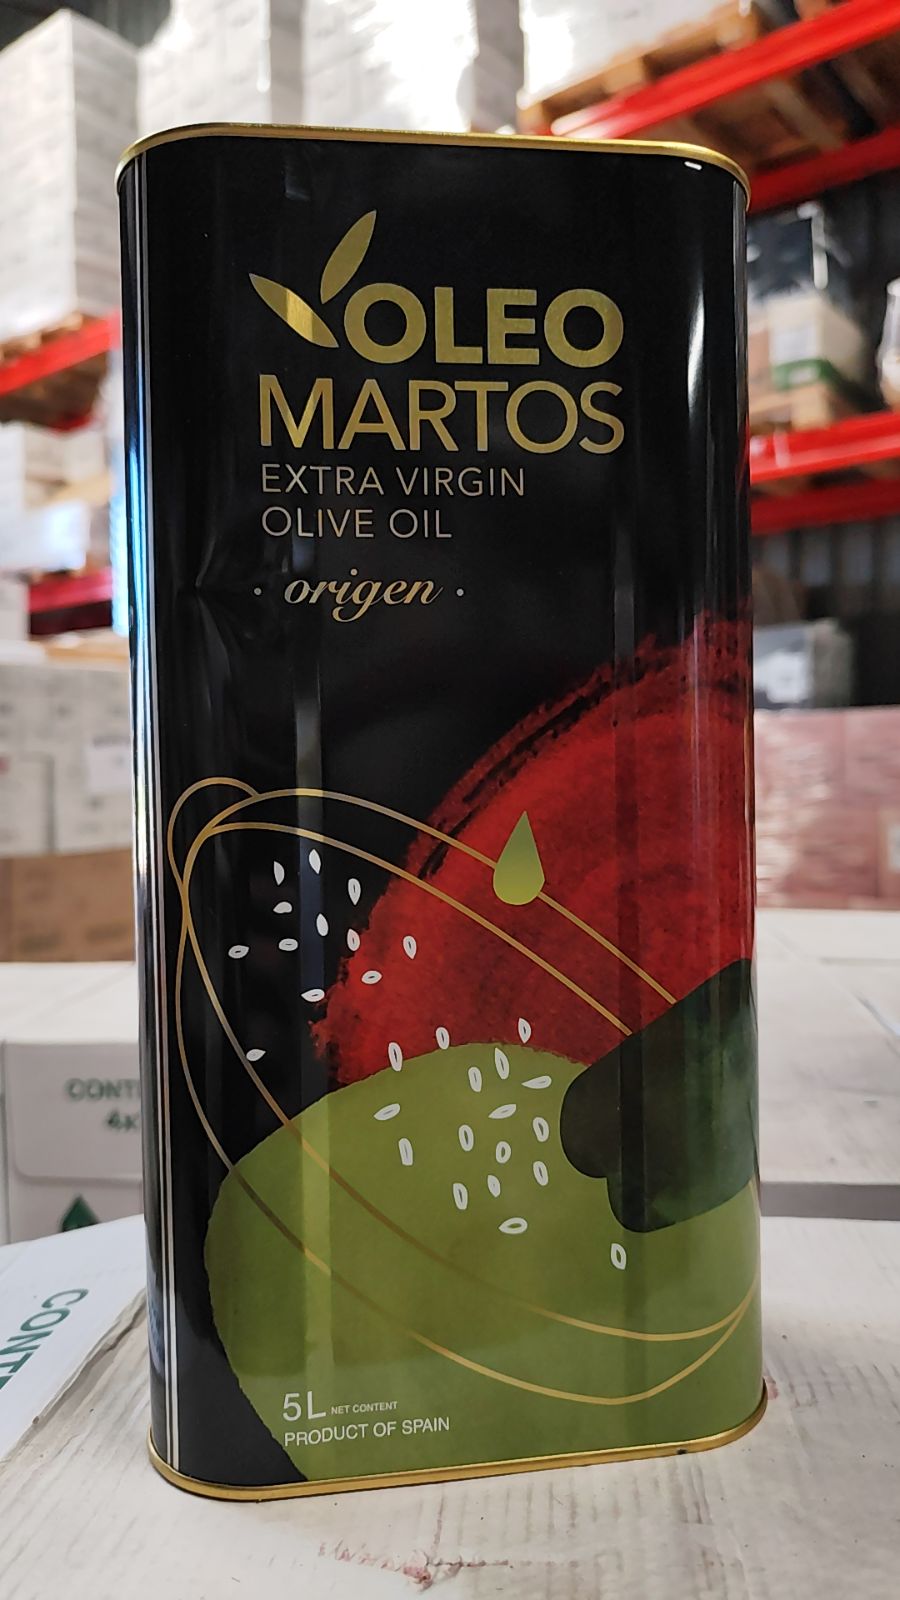 OLEO
MARTOS
EXTRA VIRGIN
OLIVE OIL
· origen ·
5L NET CONTENT
PRODUCT OF SPAIN